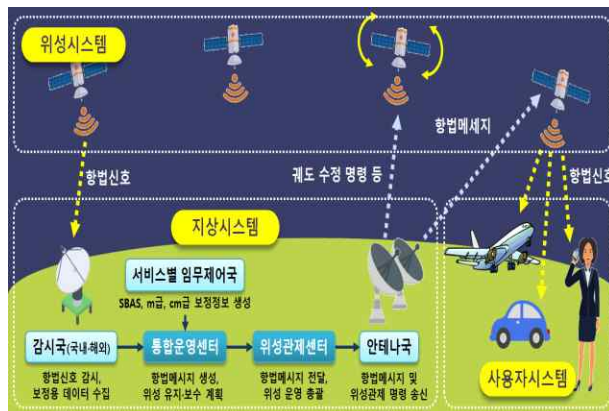 위성시스템
항법메세지
항법신호
궤도 수정 명령 등
항법신호
지상시스템
서비스별 임무제어국
SBAS, m급, cm급 보정정보 생성
감시국(국내·해외)
통합운영센터
위성관제센터
안테나국
항법신호 감시,
보정용 데이터 수집
항법메시지 생성,
위성 유지·보수 계획
항법메시지 전달,
위성 운영 총괄
항법메시지 및
위성관제 명령 송신
사용자시스템